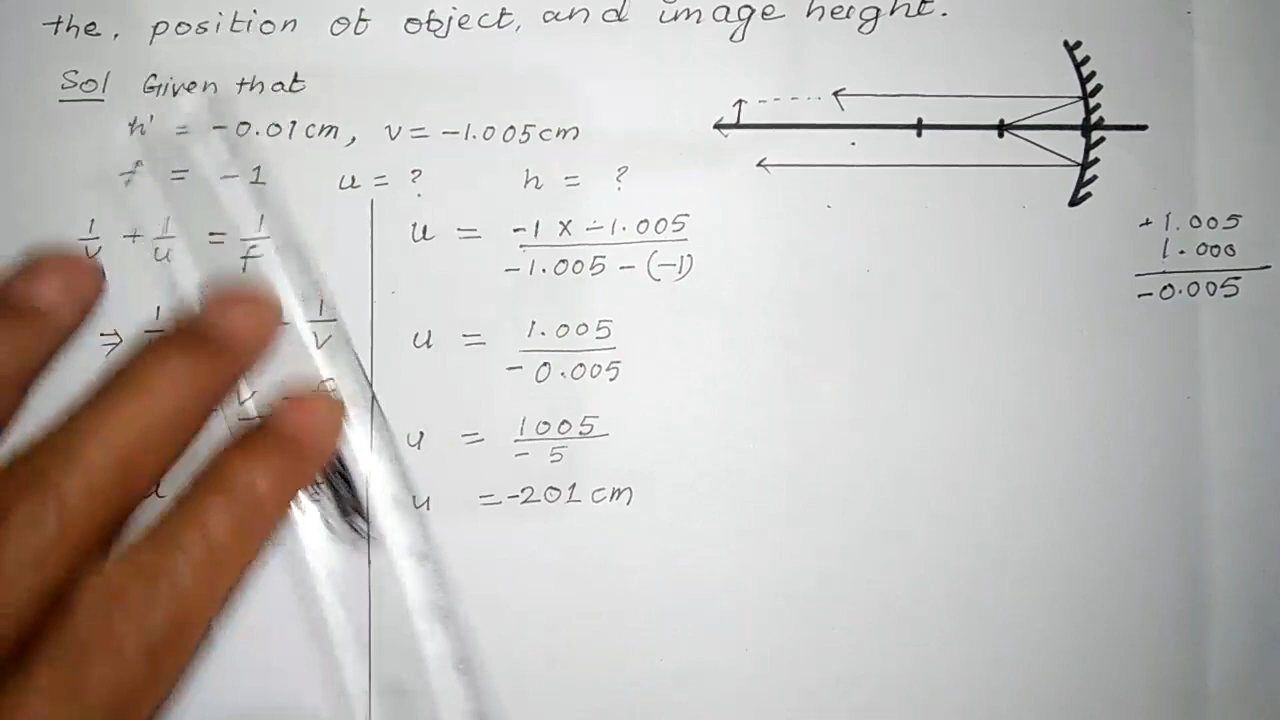 the, position of object, and image height.
Sol Given that
h' = -0.01 cm, v = -1.005 cm
f = -1 u = ? h = ?
1/v + 1/u = 1/f
⇒ 1/ - 1/v
u
u = -1 x -1.005 / -1.005 - (-1)
u = 1.005 / -0.005
u = 1005 / -5
u = -201 cm
+ 1.005
1.000
-0.005